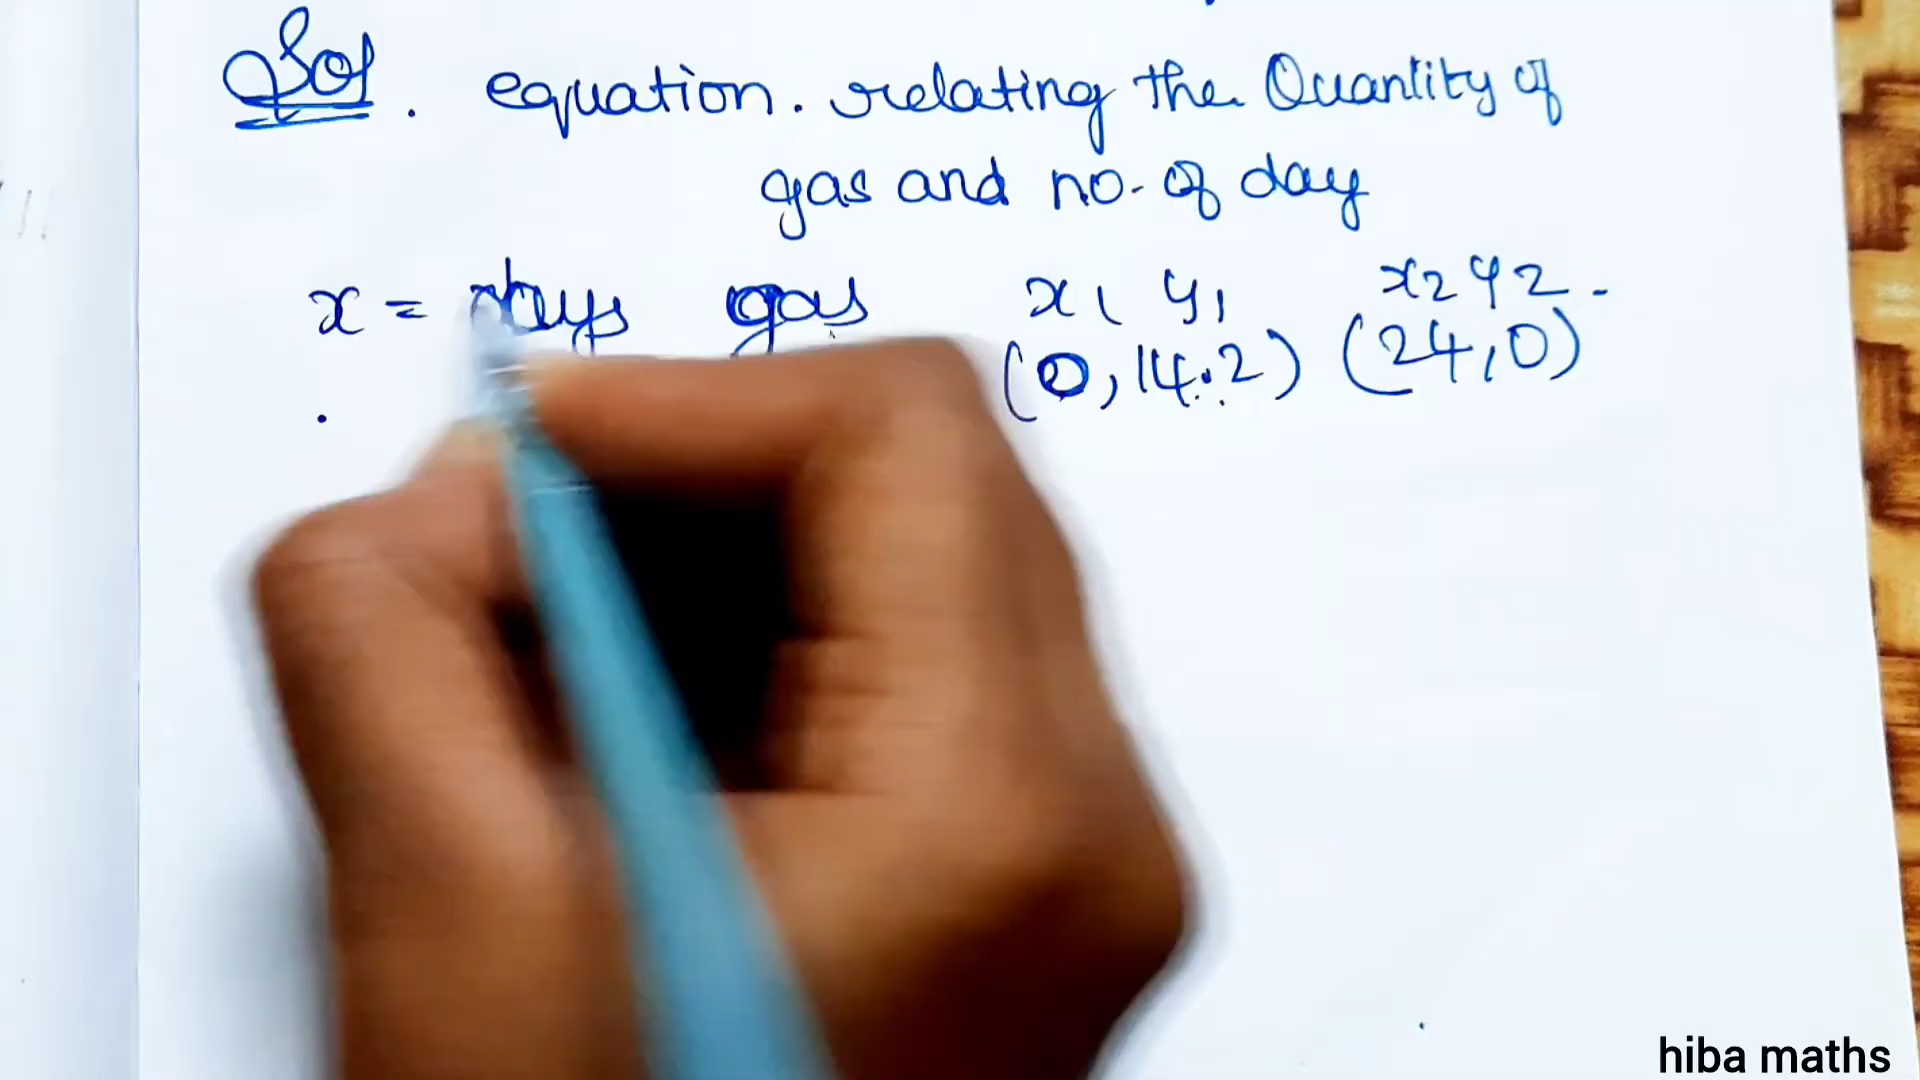 Sol. equation. relating the Quantity of
gas and no. of day
x = days gas x1 y1 x2 y2.
(0, 14.2) (24, 0)
hiba maths